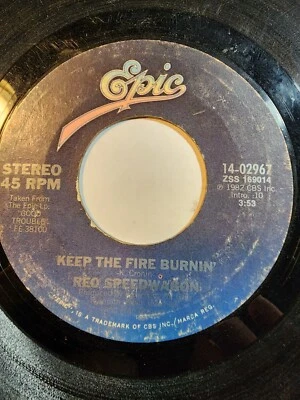 Epic
STEREO
45 RPM
Taken From
The Epic Lp:
"GOOD
TROUBLE"
FE 38100
14-02967
ZSS 169014
℗ 1982 CBS Inc.
Intro. :10
3:53
KEEP THE FIRE BURNIN'
-K. Cronin-
REO SPEEDWAGON
IS A TRADEMARK OF CBS INC./MARCA REG.